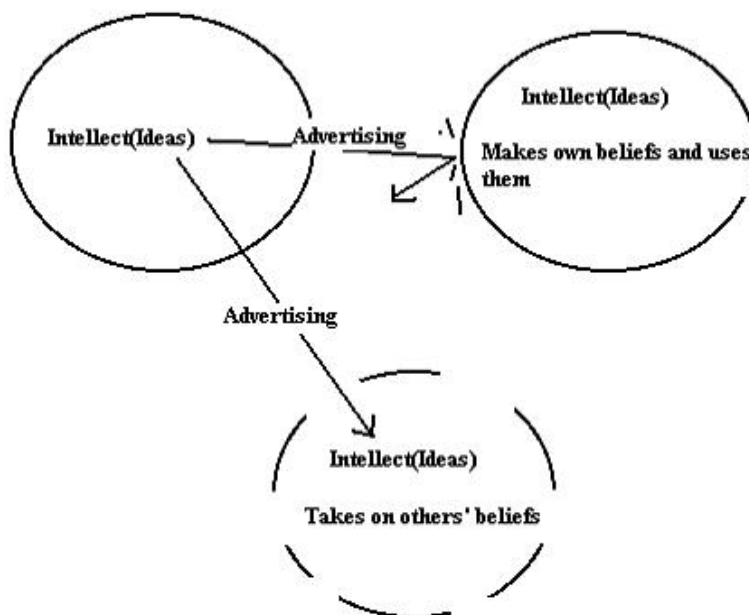 Intellect(Ideas)
Intellect(Ideas)
Advertising
Makes own beliefs and uses
them
Advertising
Intellect(Ideas)
Takes on others' beliefs